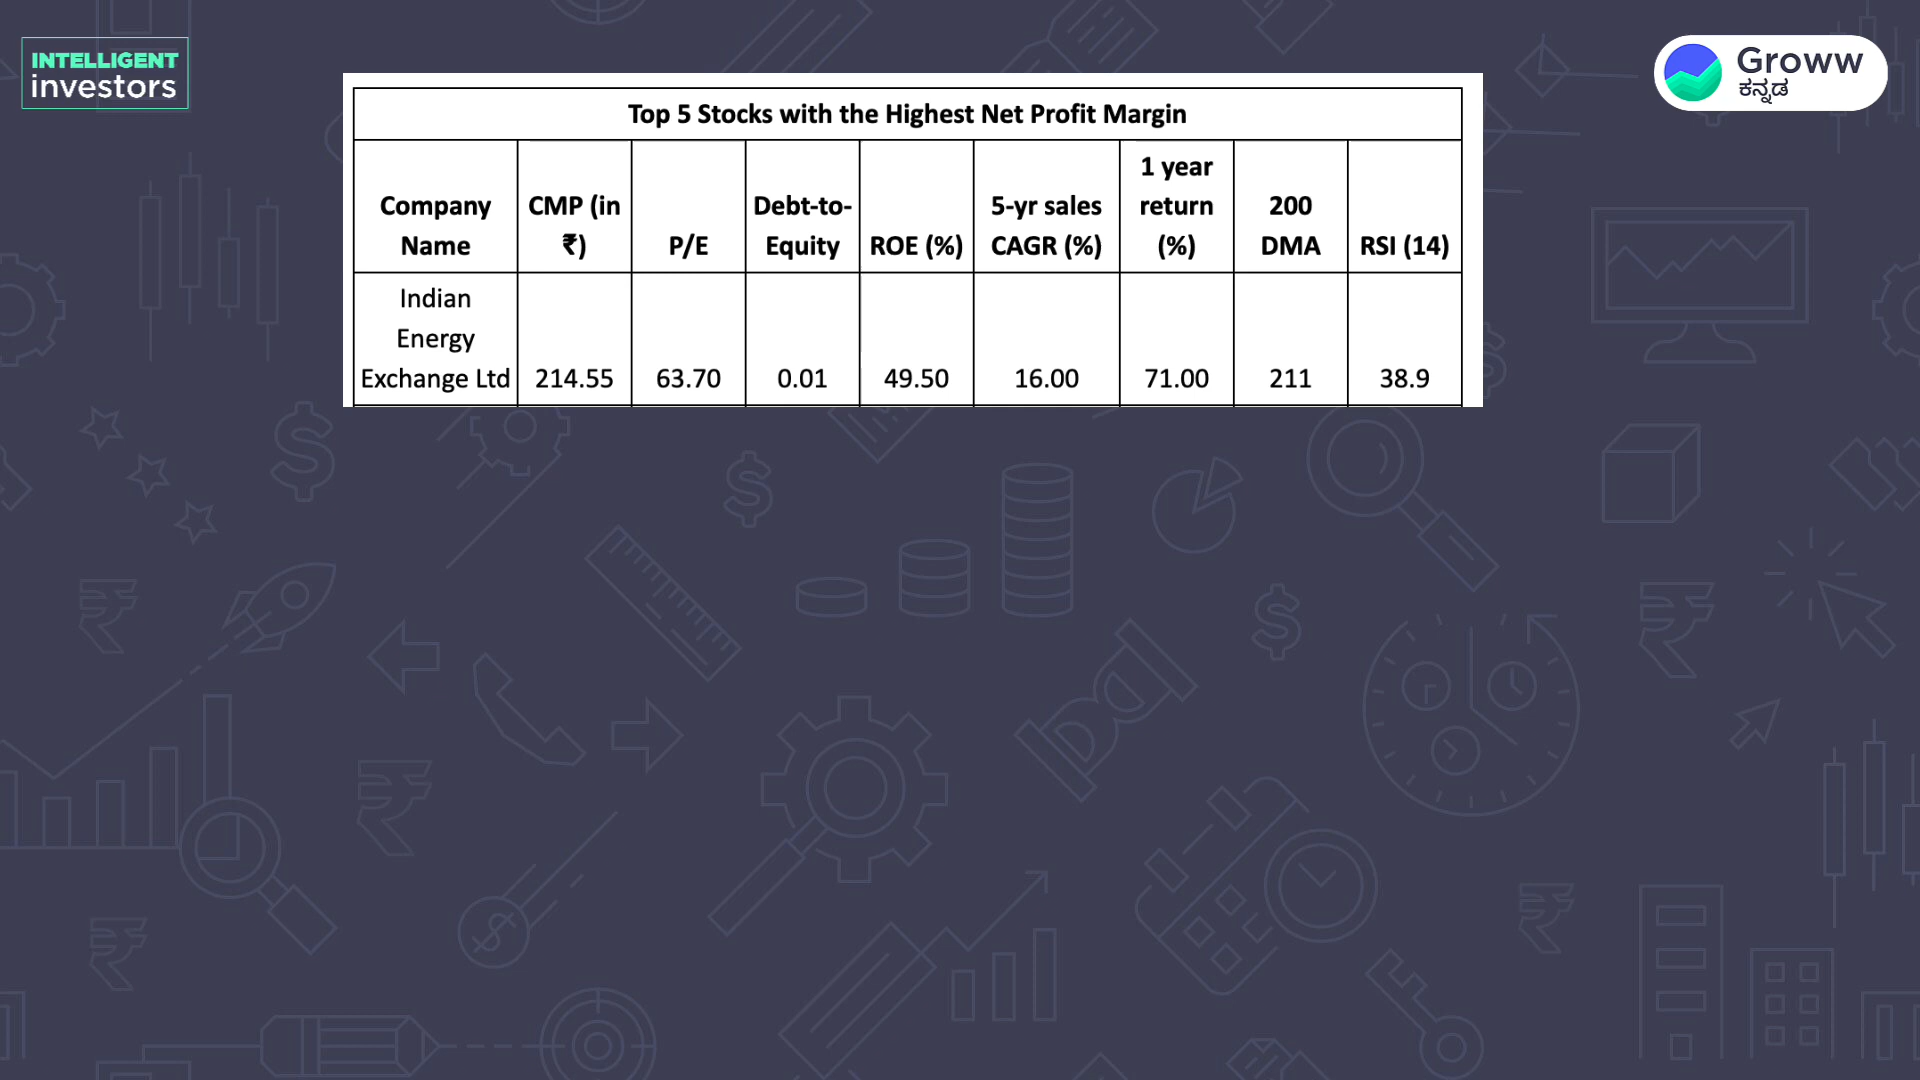 INTELLIGENT
investors
Groww
ಕನ್ನಡ
Top 5 Stocks with the Highest Net Profit Margin
Company Name CMP (in ₹) P/E Debt-to-Equity ROE (%) 5-yr sales CAGR (%) 1 year return (%) 200 DMA RSI (14)
Indian Energy Exchange Ltd 214.55 63.70 0.01 49.50 16.00 71.00 211 38.9